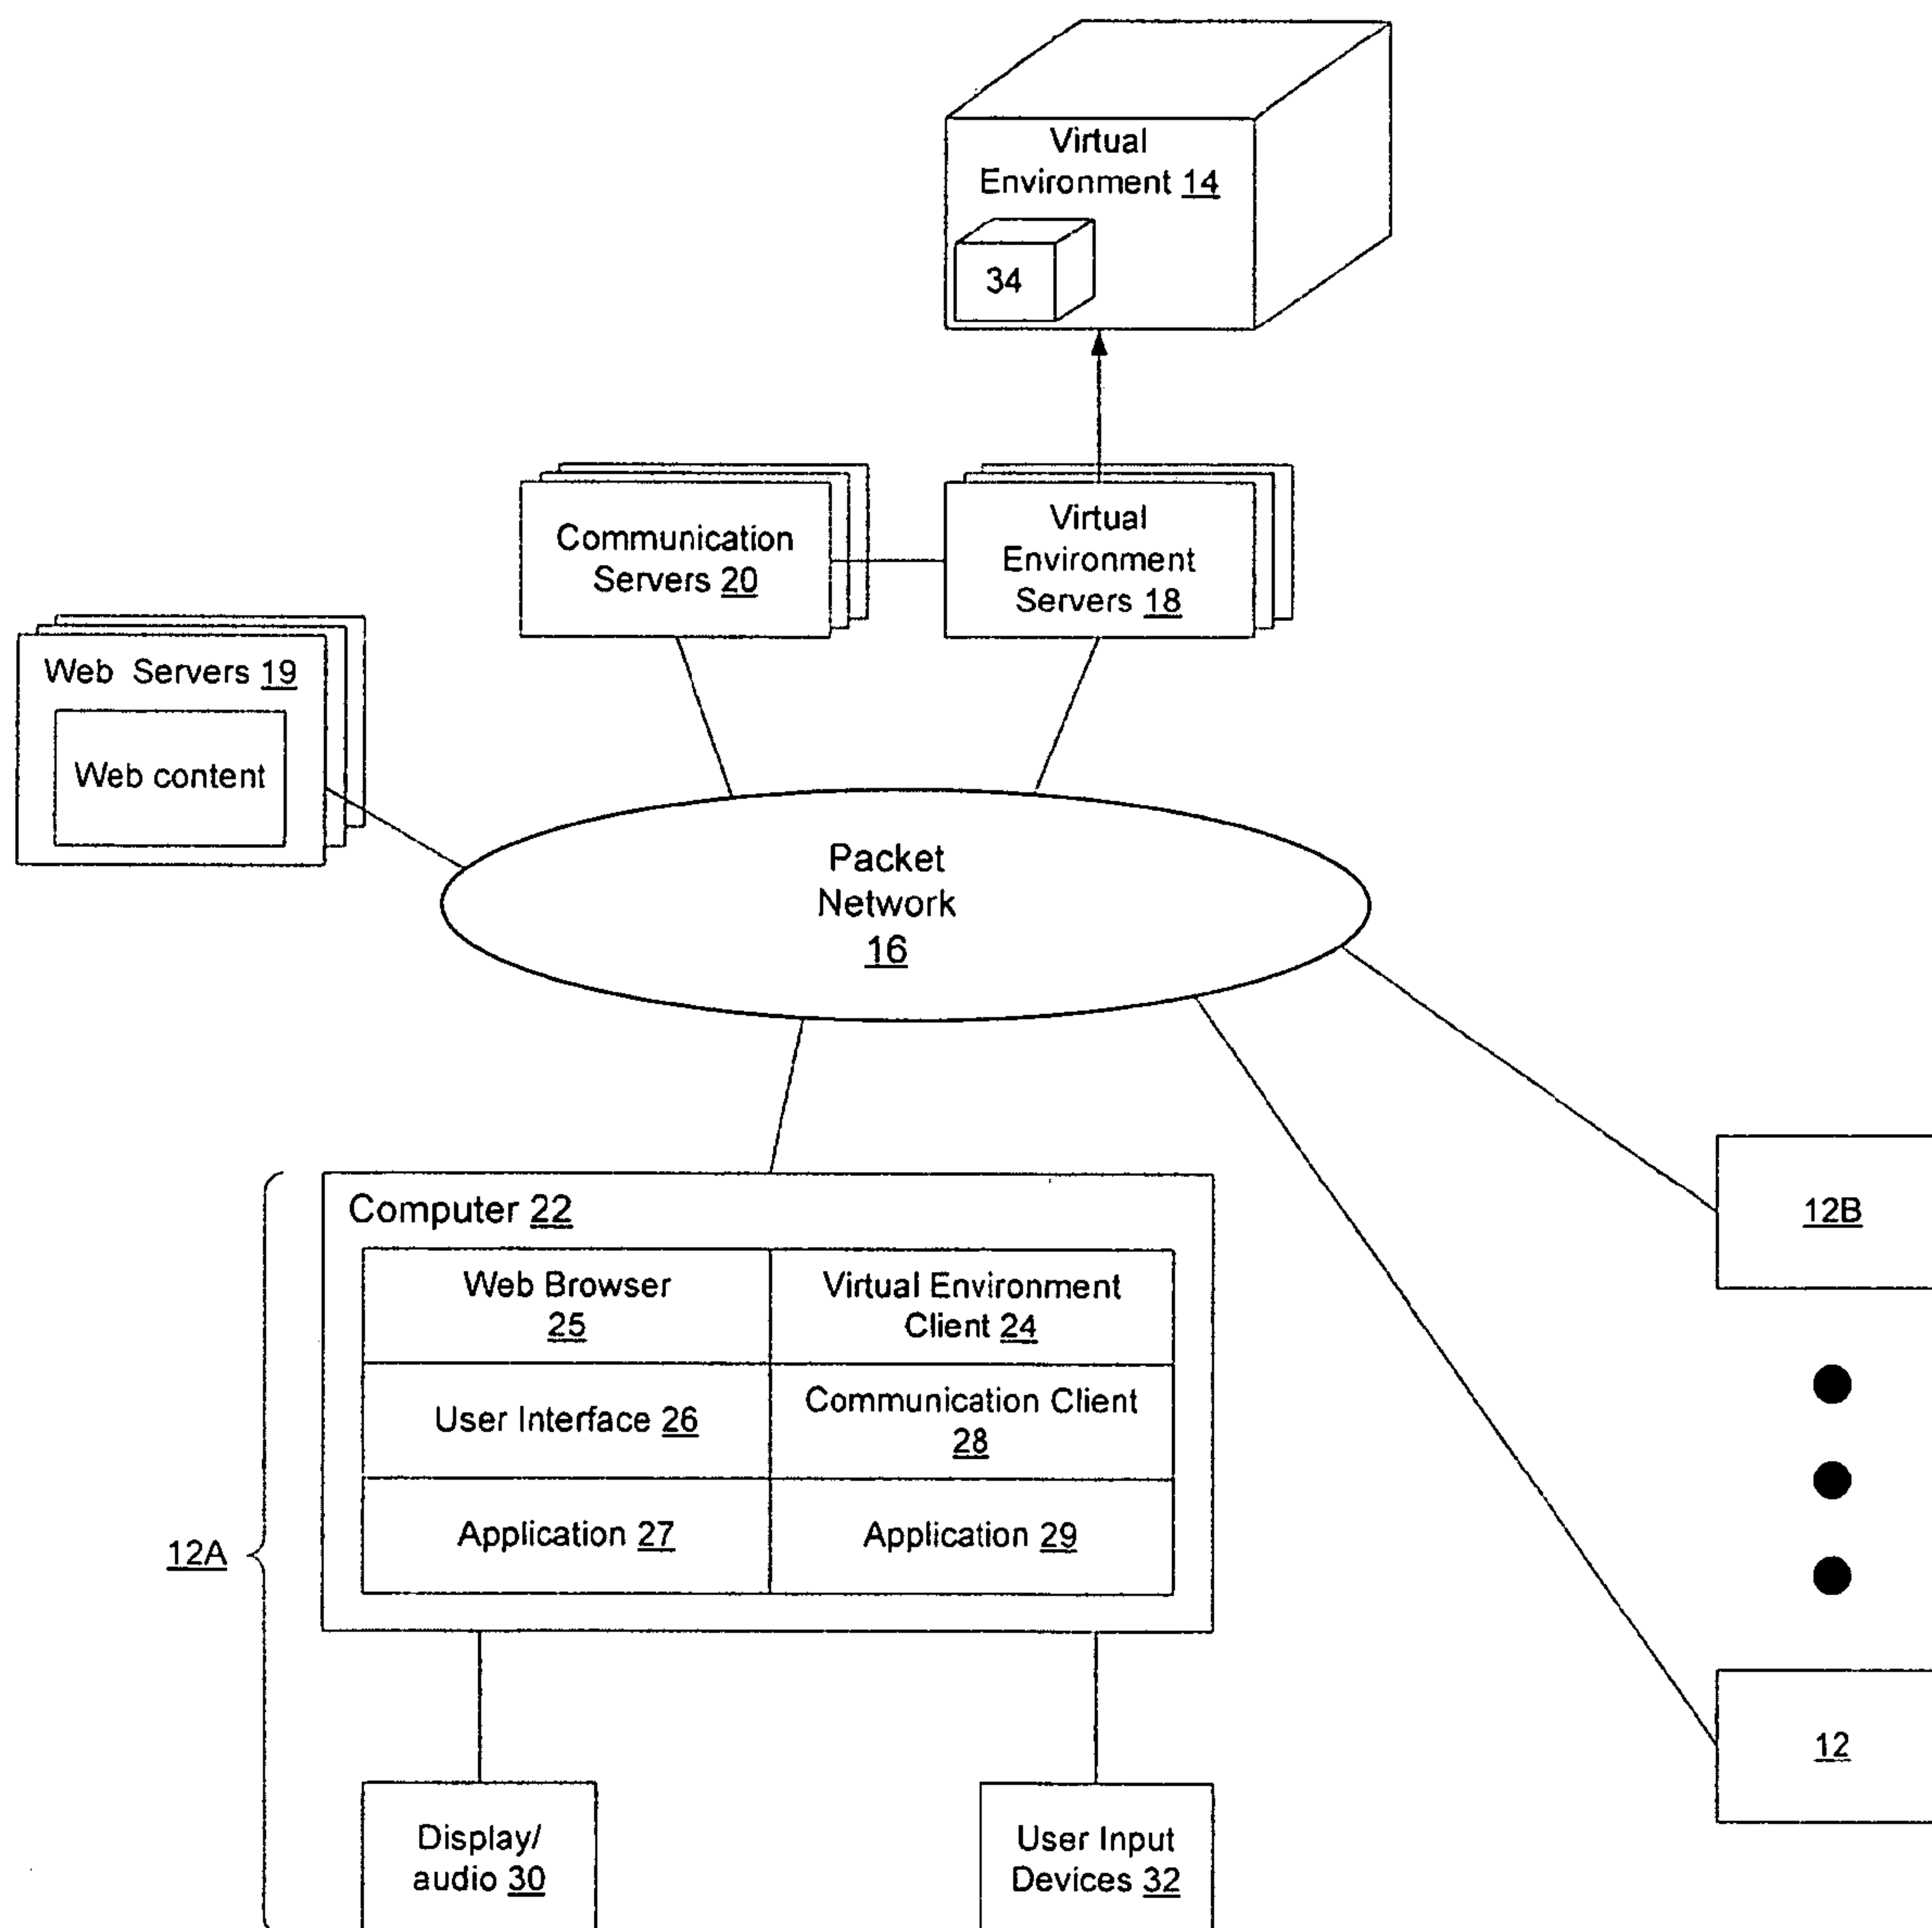 Virtual
Environment 14
34
Communication
Servers 20
Virtual
Environment
Servers 18
Web Servers 19
Web content
Packet
Network
16
Computer 22
Web Browser
25
Virtual Environment
Client 24
User Interface 26
Communication Client
28
Application 27
Application 29
12A
12B
12
Display/
audio 30
User Input
Devices 32